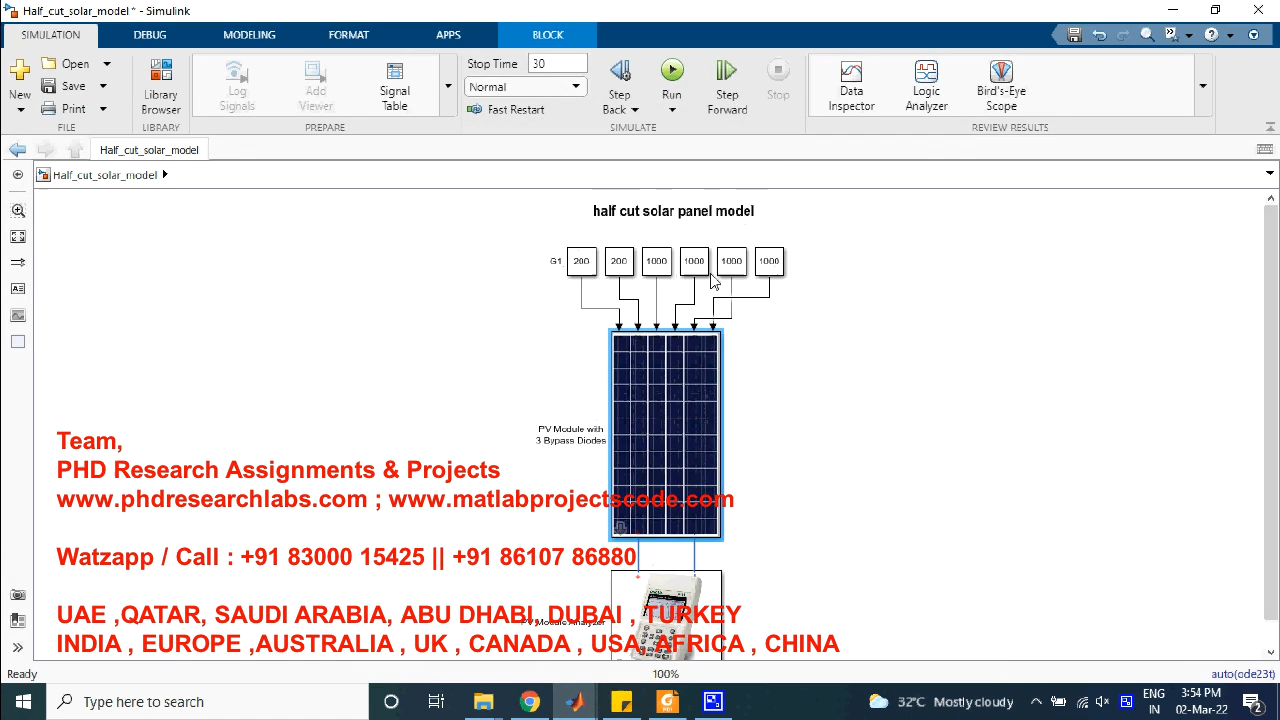 Half_cut_solar_model * - Simulink
SIMULATION DEBUG MODELING FORMAT APPS BLOCK
New
Open
Save
Print
FILE
Library Browser
LIBRARY
Log Signals
Add Viewer
Signal Table
PREPARE
Stop Time 30
Normal
Fast Restart
Step Back
Run
Step Forward
Stop
SIMULATE
Data Inspector
Logic Analyzer
Bird's-Eye Scope
REVIEW RESULTS
Half_cut_solar_model
Half_cut_solar_model
half cut solar panel model
G1 200 200 1000 1000 1000 1000
PV Module with
3 Bypass Diodes
Team,
PHD Research Assignments & Projects
www.phdresearchlabs.com ; www.matlabprojectscode.com
Watzapp / Call : +91 83000 15425 || +91 86107 86880
UAE ,QATAR, SAUDI ARABIA, ABU DHABI, DUBAI , TURKEY
PV Module Analyzer
INDIA , EUROPE ,AUSTRALIA , UK , CANADA , USA, AFRICA , CHINA
Ready 100% auto(ode23t)
Type here to search
32°C Mostly cloudy
ENG
IN
3:54 PM
02-Mar-22
2